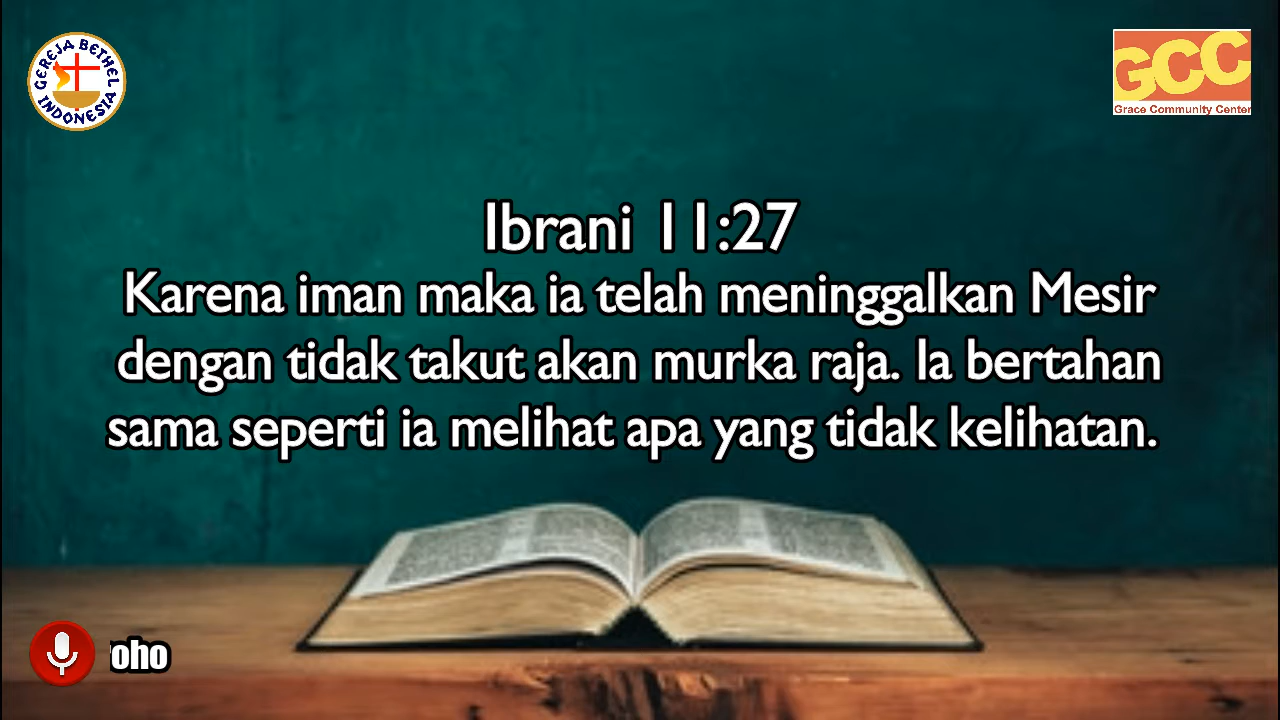 GEREJA BETHEL INDONESIA
GCC
Grace Community Center
Ibrani 11:27
Karena iman maka ia telah meninggalkan Mesir
dengan tidak takut akan murka raja. Ia bertahan
sama seperti ia melihat apa yang tidak kelihatan.
oho